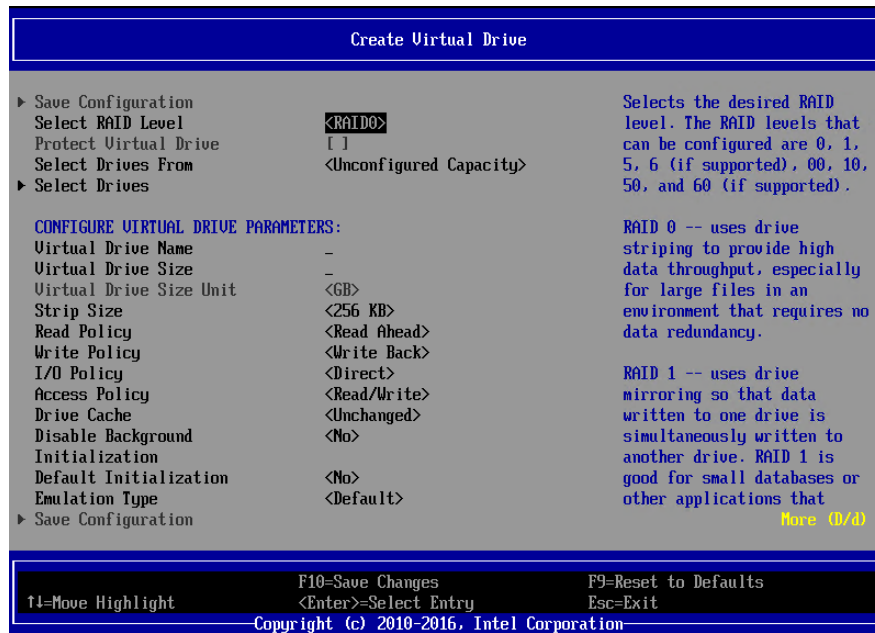 Create Virtual Drive
▶ Save Configuration
Select RAID Level <RAID0>
Protect Virtual Drive [ ]
Select Drives From <Unconfigured Capacity>
▶ Select Drives
CONFIGURE VIRTUAL DRIVE PARAMETERS:
Virtual Drive Name _
Virtual Drive Size _
Virtual Drive Size Unit <GB>
Strip Size <256 KB>
Read Policy <Read Ahead>
Write Policy <Write Back>
I/O Policy <Direct>
Access Policy <Read/Write>
Drive Cache <Unchanged>
Disable Background <No>
Initialization
Default Initialization <No>
Emulation Type <Default>
▶ Save Configuration
Selects the desired RAID
level. The RAID levels that
can be configured are 0, 1,
5, 6 (if supported), 00, 10,
50, and 60 (if supported).
RAID 0 -- uses drive
striping to provide high
data throughput, especially
for large files in an
environment that requires no
data redundancy.
RAID 1 -- uses drive
mirroring so that data
written to one drive is
simultaneously written to
another drive. RAID 1 is
good for small databases or
other applications that
More (D/d)
F10=Save Changes F9=Reset to Defaults
↑↓=Move Highlight <Enter>=Select Entry Esc=Exit
Copyright (c) 2010-2016, Intel Corporation